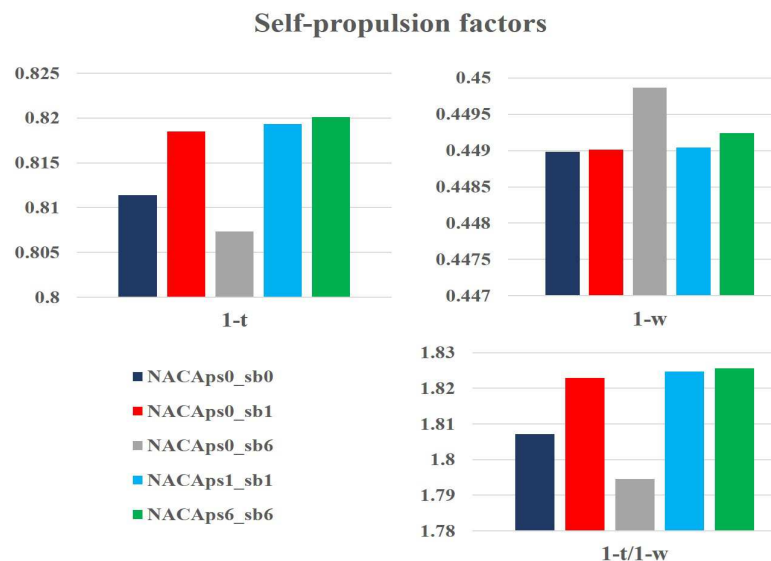 Self-propulsion factors
0.825
0.82
0.815
0.81
0.805
0.8
1-t
0.45
0.4495
0.449
0.4485
0.448
0.4475
0.447
1-w
NACAps0_sb0
NACAps0_sb1
NACAps0_sb6
NACAps1_sb1
NACAps6_sb6
1.83
1.82
1.81
1.8
1.79
1.78
1-t/1-w